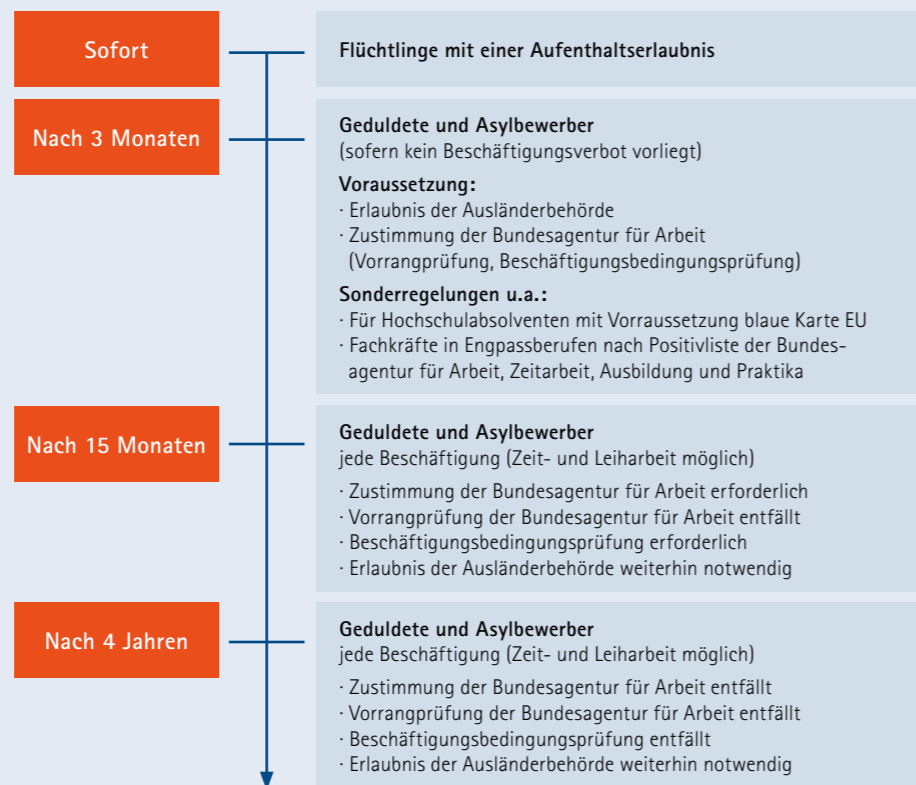 Sofort
Flüchtlinge mit einer Aufenthaltserlaubnis
Nach 3 Monaten
Geduldete und Asylbewerber
(sofern kein Beschäftigungsverbot vorliegt)
Voraussetzung:
· Erlaubnis der Ausländerbehörde
· Zustimmung der Bundesagentur für Arbeit
(Vorrangprüfung, Beschäftigungsbedingungsprüfung)
Sonderregelungen u.a.:
· Für Hochschulabsolventen mit Vorraussetzung blaue Karte EU
· Fachkräfte in Engpassberufen nach Positivliste der Bundes-
agentur für Arbeit, Zeitarbeit, Ausbildung und Praktika
Nach 15 Monaten
Geduldete und Asylbewerber
jede Beschäftigung (Zeit- und Leiharbeit möglich)
· Zustimmung der Bundesagentur für Arbeit erforderlich
· Vorrangprüfung der Bundesagentur für Arbeit entfällt
· Beschäftigungsbedingungsprüfung erforderlich
· Erlaubnis der Ausländerbehörde weiterhin notwendig
Nach 4 Jahren
Geduldete und Asylbewerber
jede Beschäftigung (Zeit- und Leiharbeit möglich)
· Zustimmung der Bundesagentur für Arbeit entfällt
· Vorrangprüfung der Bundesagentur für Arbeit entfällt
· Beschäftigungsbedingungsprüfung entfällt
· Erlaubnis der Ausländerbehörde weiterhin notwendig